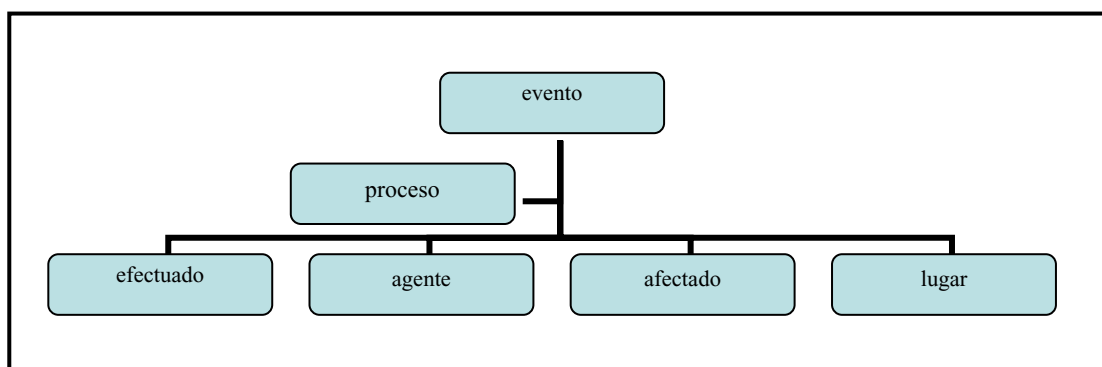 evento
proceso
efectuado
agente
afectado
lugar